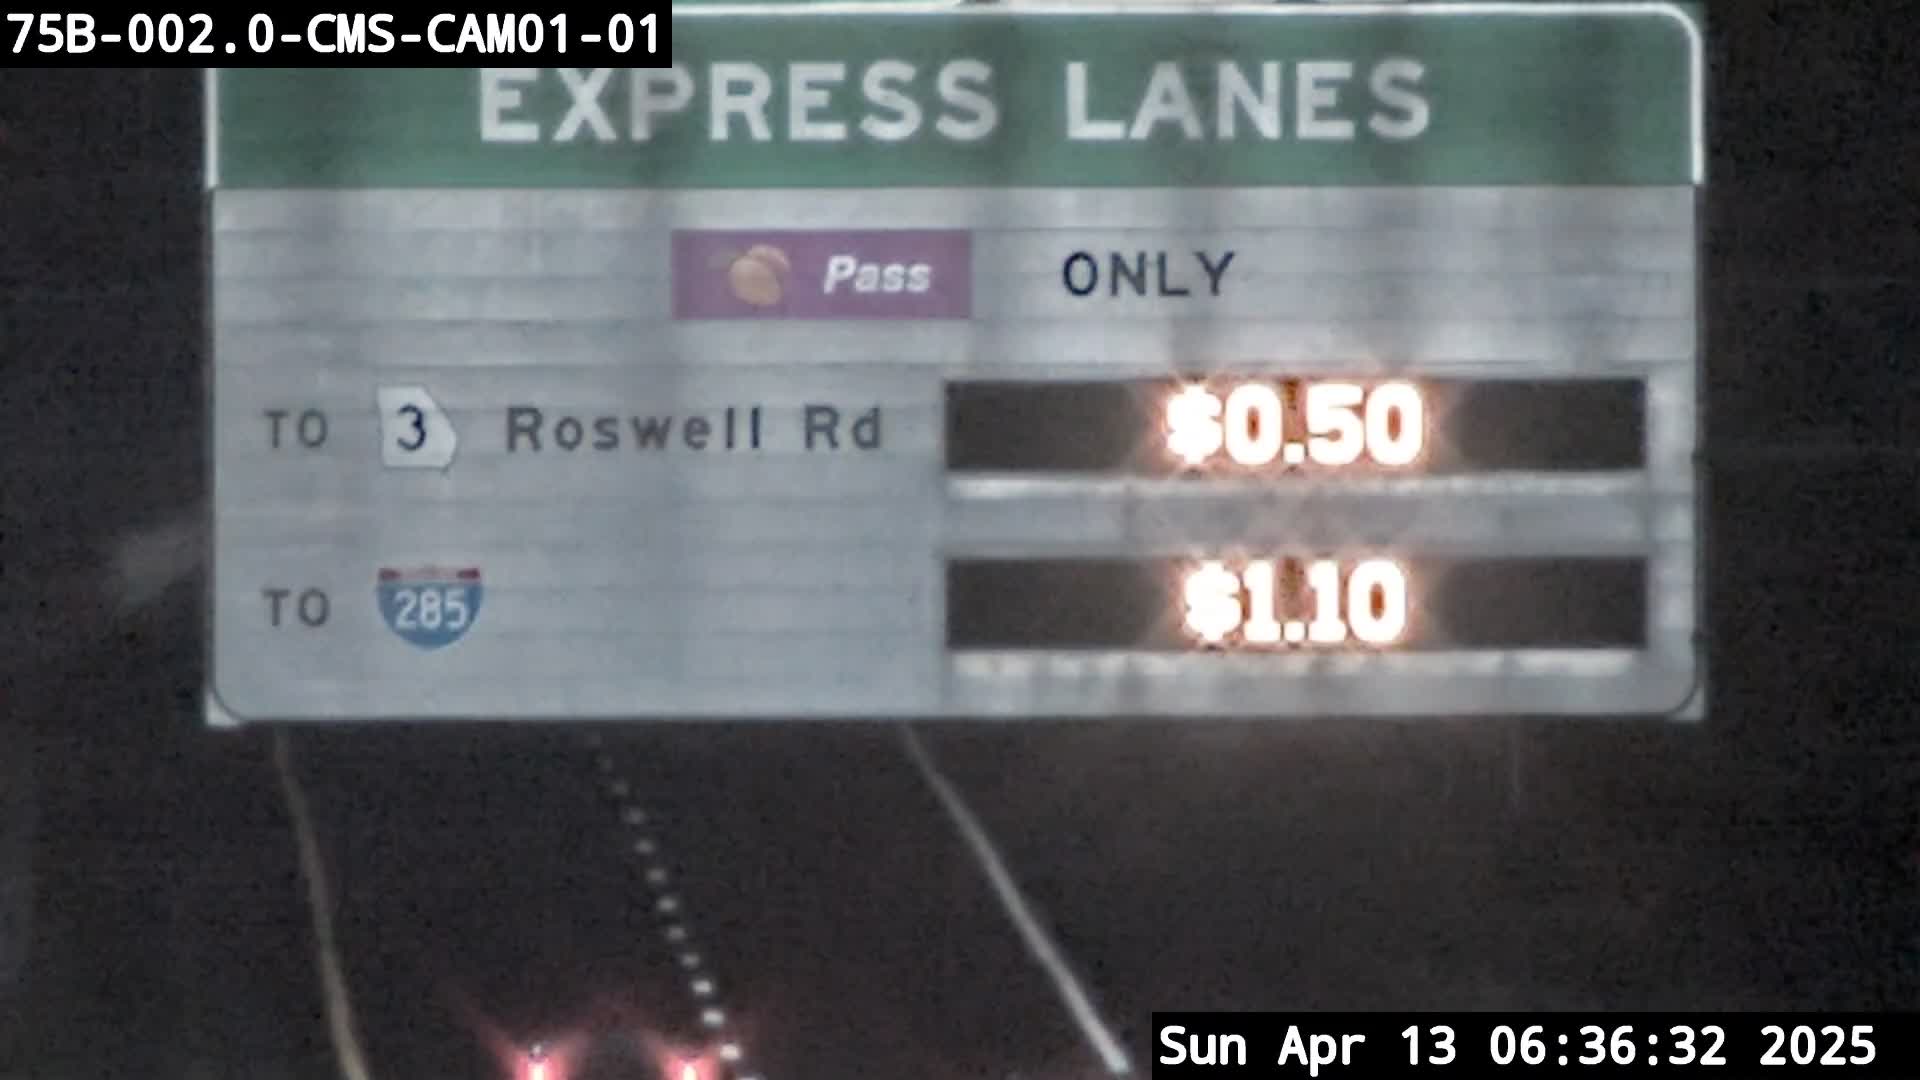 75B-002.0-CMS-CAM01-01
EXPRESS LANES
Pass ONLY
TO 3 Roswell Rd $0.50
TO 285 $1.10
Sun Apr 13 06:36:32 2025